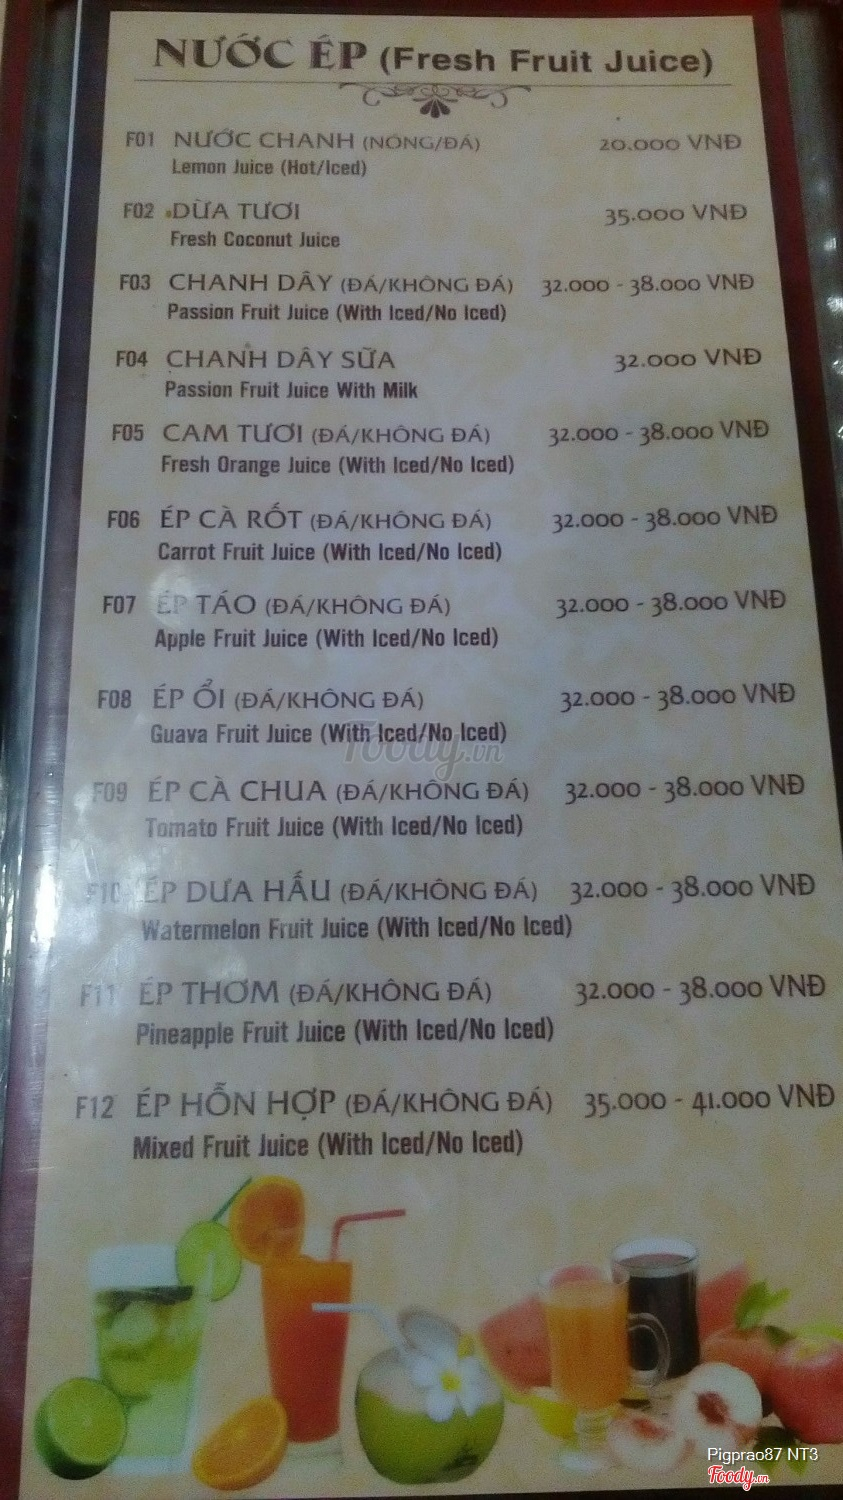 NƯỚC ÉP (Fresh Fruit Juice)
F01 NƯỚC CHANH (NÓNG/ĐÁ) 20.000 VNĐ
Lemon Juice (Hot/Iced)
F02 DỪA TƯƠI 35.000 VNĐ
Fresh Coconut Juice
F03 CHANH DÂY (ĐÁ/KHÔNG ĐÁ) 32.000 - 38.000 VNĐ
Passion Fruit Juice (With Iced/No Iced)
F04 CHANH DÂY SỮA 32.000 VNĐ
Passion Fruit Juice With Milk
F05 CAM TƯƠI (ĐÁ/KHÔNG ĐÁ) 32.000 - 38.000 VNĐ
Fresh Orange Juice (With Iced/No Iced)
F06 ÉP CÀ RỐT (ĐÁ/KHÔNG ĐÁ) 32.000 - 38.000 VNĐ
Carrot Fruit Juice (With Iced/No Iced)
F07 ÉP TÁO (ĐÁ/KHÔNG ĐÁ) 32.000 - 38.000 VNĐ
Apple Fruit Juice (With Iced/No Iced)
F08 ÉP ỔI (ĐÁ/KHÔNG ĐÁ) 32.000 - 38.000 VNĐ
Guava Fruit Juice (With Iced/No Iced)
Foody.vn
F09 ÉP CÀ CHUA (ĐÁ/KHÔNG ĐÁ) 32.000 - 38.000 VNĐ
Tomato Fruit Juice (With Iced/No Iced)
F10 ÉP DƯA HẤU (ĐÁ/KHÔNG ĐÁ) 32.000 - 38.000 VNĐ
Watermelon Fruit Juice (With Iced/No Iced)
F11 ÉP THƠM (ĐÁ/KHÔNG ĐÁ) 32.000 - 38.000 VNĐ
Pineapple Fruit Juice (With Iced/No Iced)
F12 ÉP HỖN HỢP (ĐÁ/KHÔNG ĐÁ) 35.000 - 41.000 VNĐ
Mixed Fruit Juice (With Iced/No Iced)
Pigprao87 NT3
Foody.vn